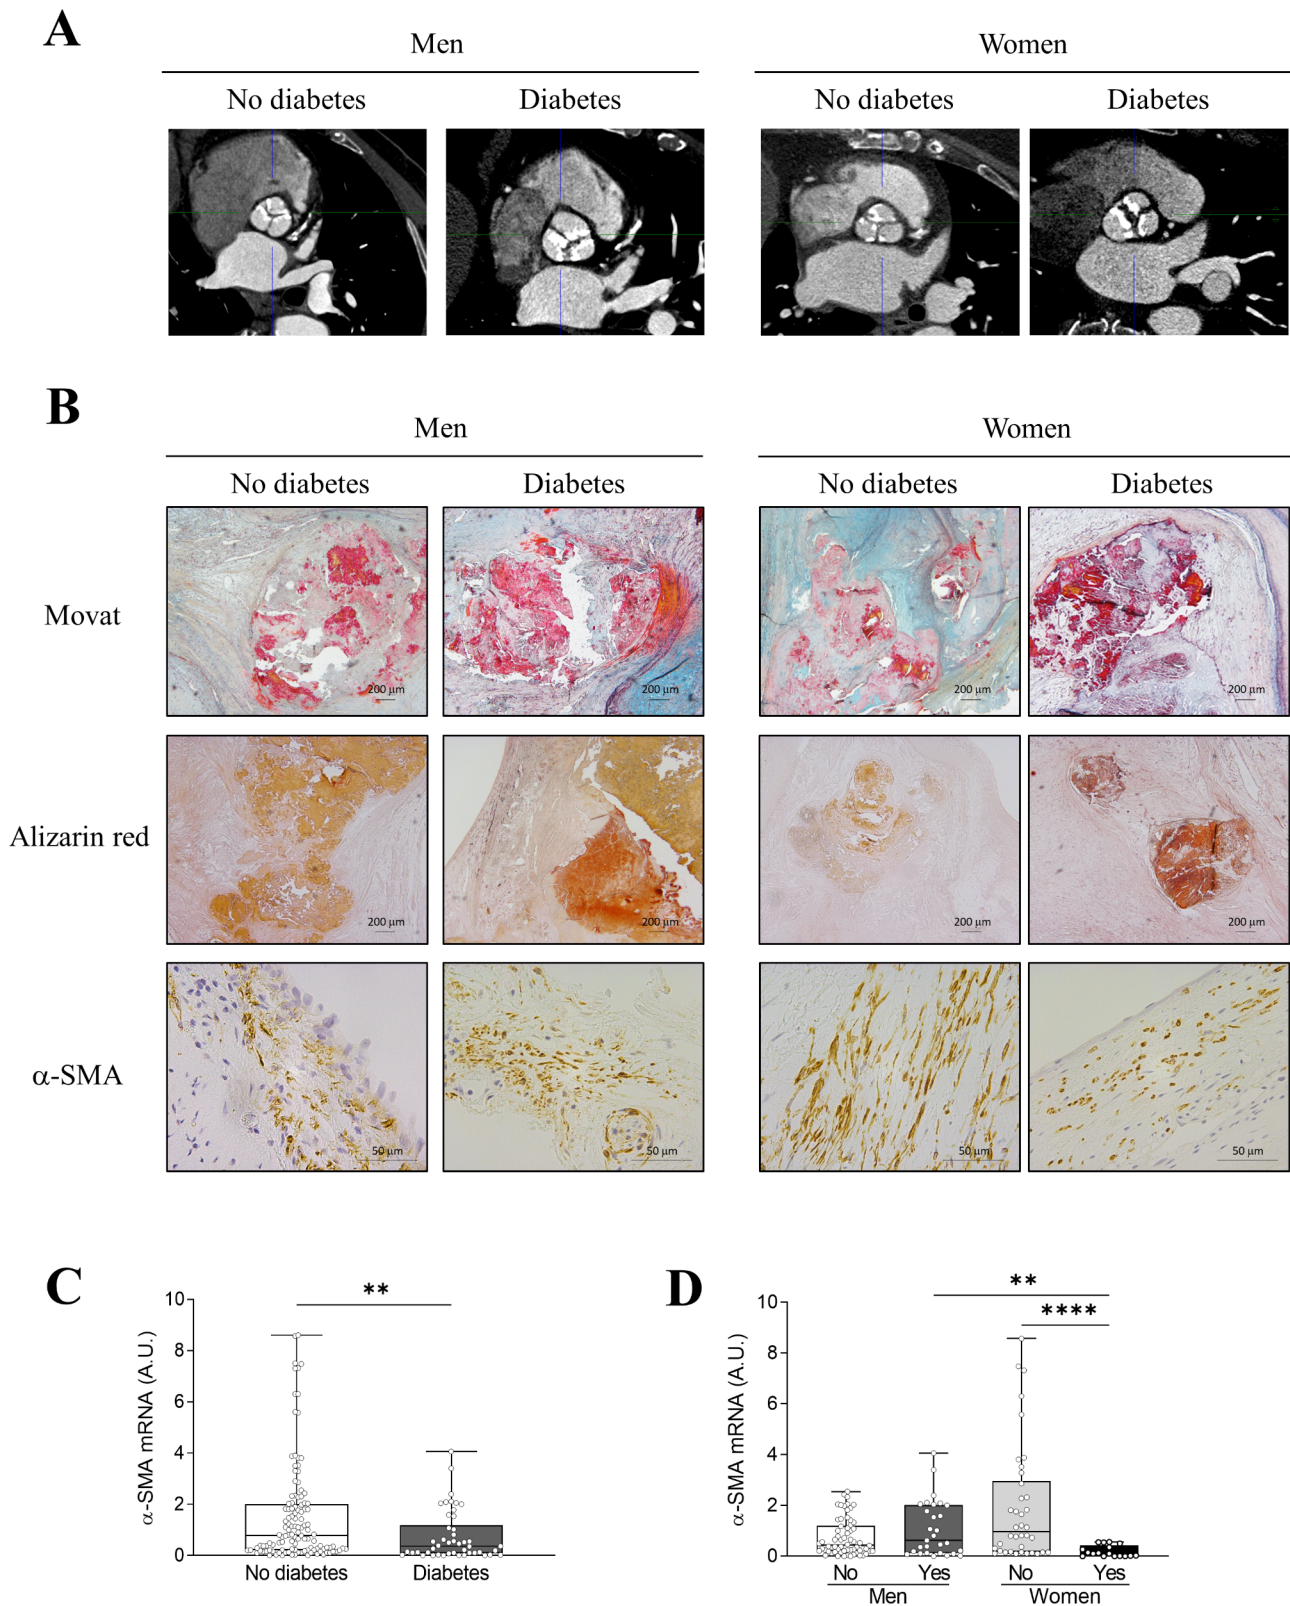 A
Men
Women
No diabetes
Diabetes
No diabetes
Diabetes
B
Men
Women
No diabetes
Diabetes
No diabetes
Diabetes
Movat
200 µm
200 µm
200 µm
200 µm
Alizarin red
200 µm
200 µm
200 µm
200 µm
α-SMA
50 µm
50 µm
50 µm
50 µm
C
**
α-SMA mRNA (A.U.)
10
8
6
4
2
0
No diabetes
Diabetes
D
**
****
α-SMA mRNA (A.U.)
10
8
6
4
2
0
No
Yes
No
Yes
Men
Women